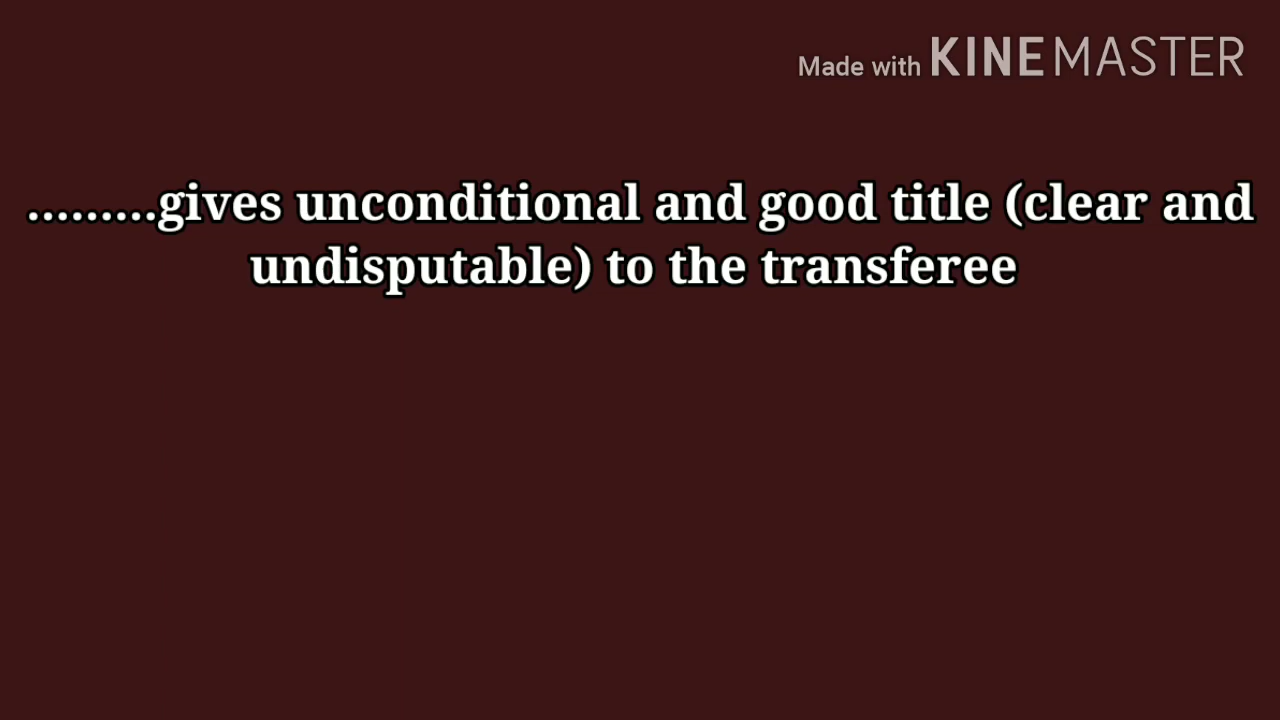 Made with KINEMASTER
.........gives unconditional and good title (clear and
undisputable) to the transferee